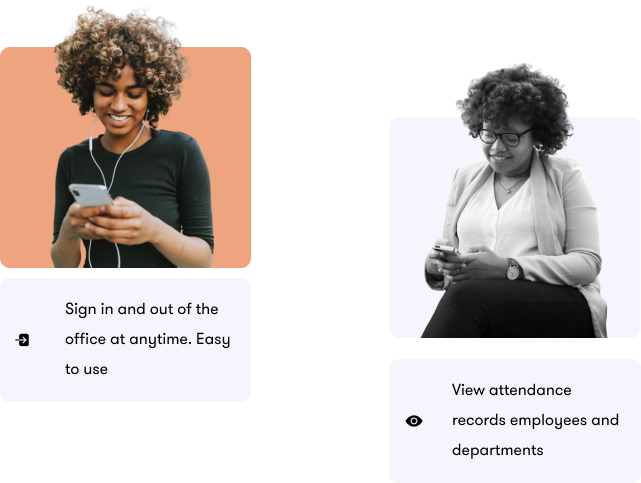 Sign in and out of the
office at anytime. Easy
to use
View attendance
records employees and
departments